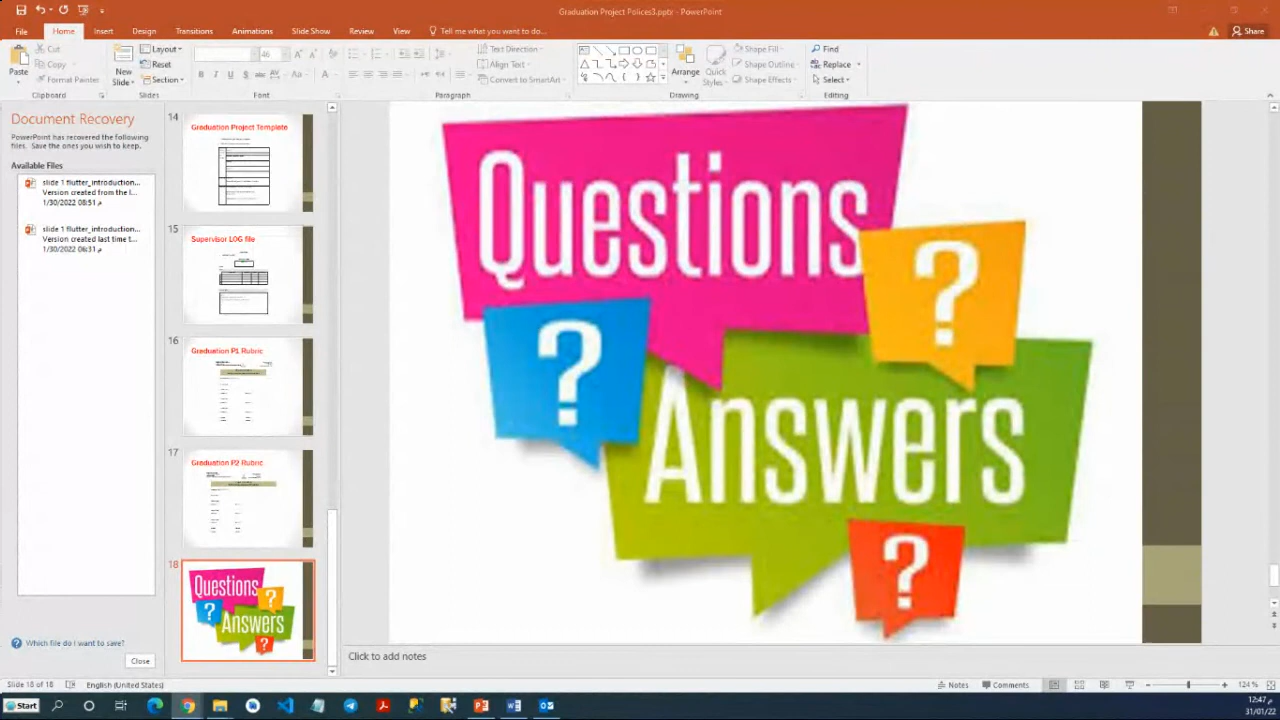 Graduation Project Polices3.pptx - PowerPoint
File Home Insert Design Transitions Animations Slide Show Review View Tell me what you want to do... Share
Cut
Copy
Format Painter
Paste
Clipboard
New Slide
Layout
Reset
Section
Slides
46
Font
Text Direction
Align Text
Convert to SmartArt
Paragraph
Arrange
Quick Styles
Shape Fill
Shape Outline
Shape Effects
Drawing
Find
Replace
Select
Editing
Document Recovery
PowerPoint has recovered the following
files. Save the ones you wish to keep.
Available Files
slide 1 flutter_introduction...
Version created from the l...
1/30/2022 08:51 م
slide 1 flutter_introduction...
Version created last time t...
1/30/2022 06:31 م
Which file do I want to save?
Close
14
Graduation Project Template
15
Supervisor LOG file
16
Graduation P1 Rubric
17
Graduation P2 Rubric
18
Questions
?
?
Answers
?
Questions
?
?
Answers
?
Click to add notes
Slide 18 of 18 English (United States) Notes Comments 124 %
Start
12:47 م
31/01/22